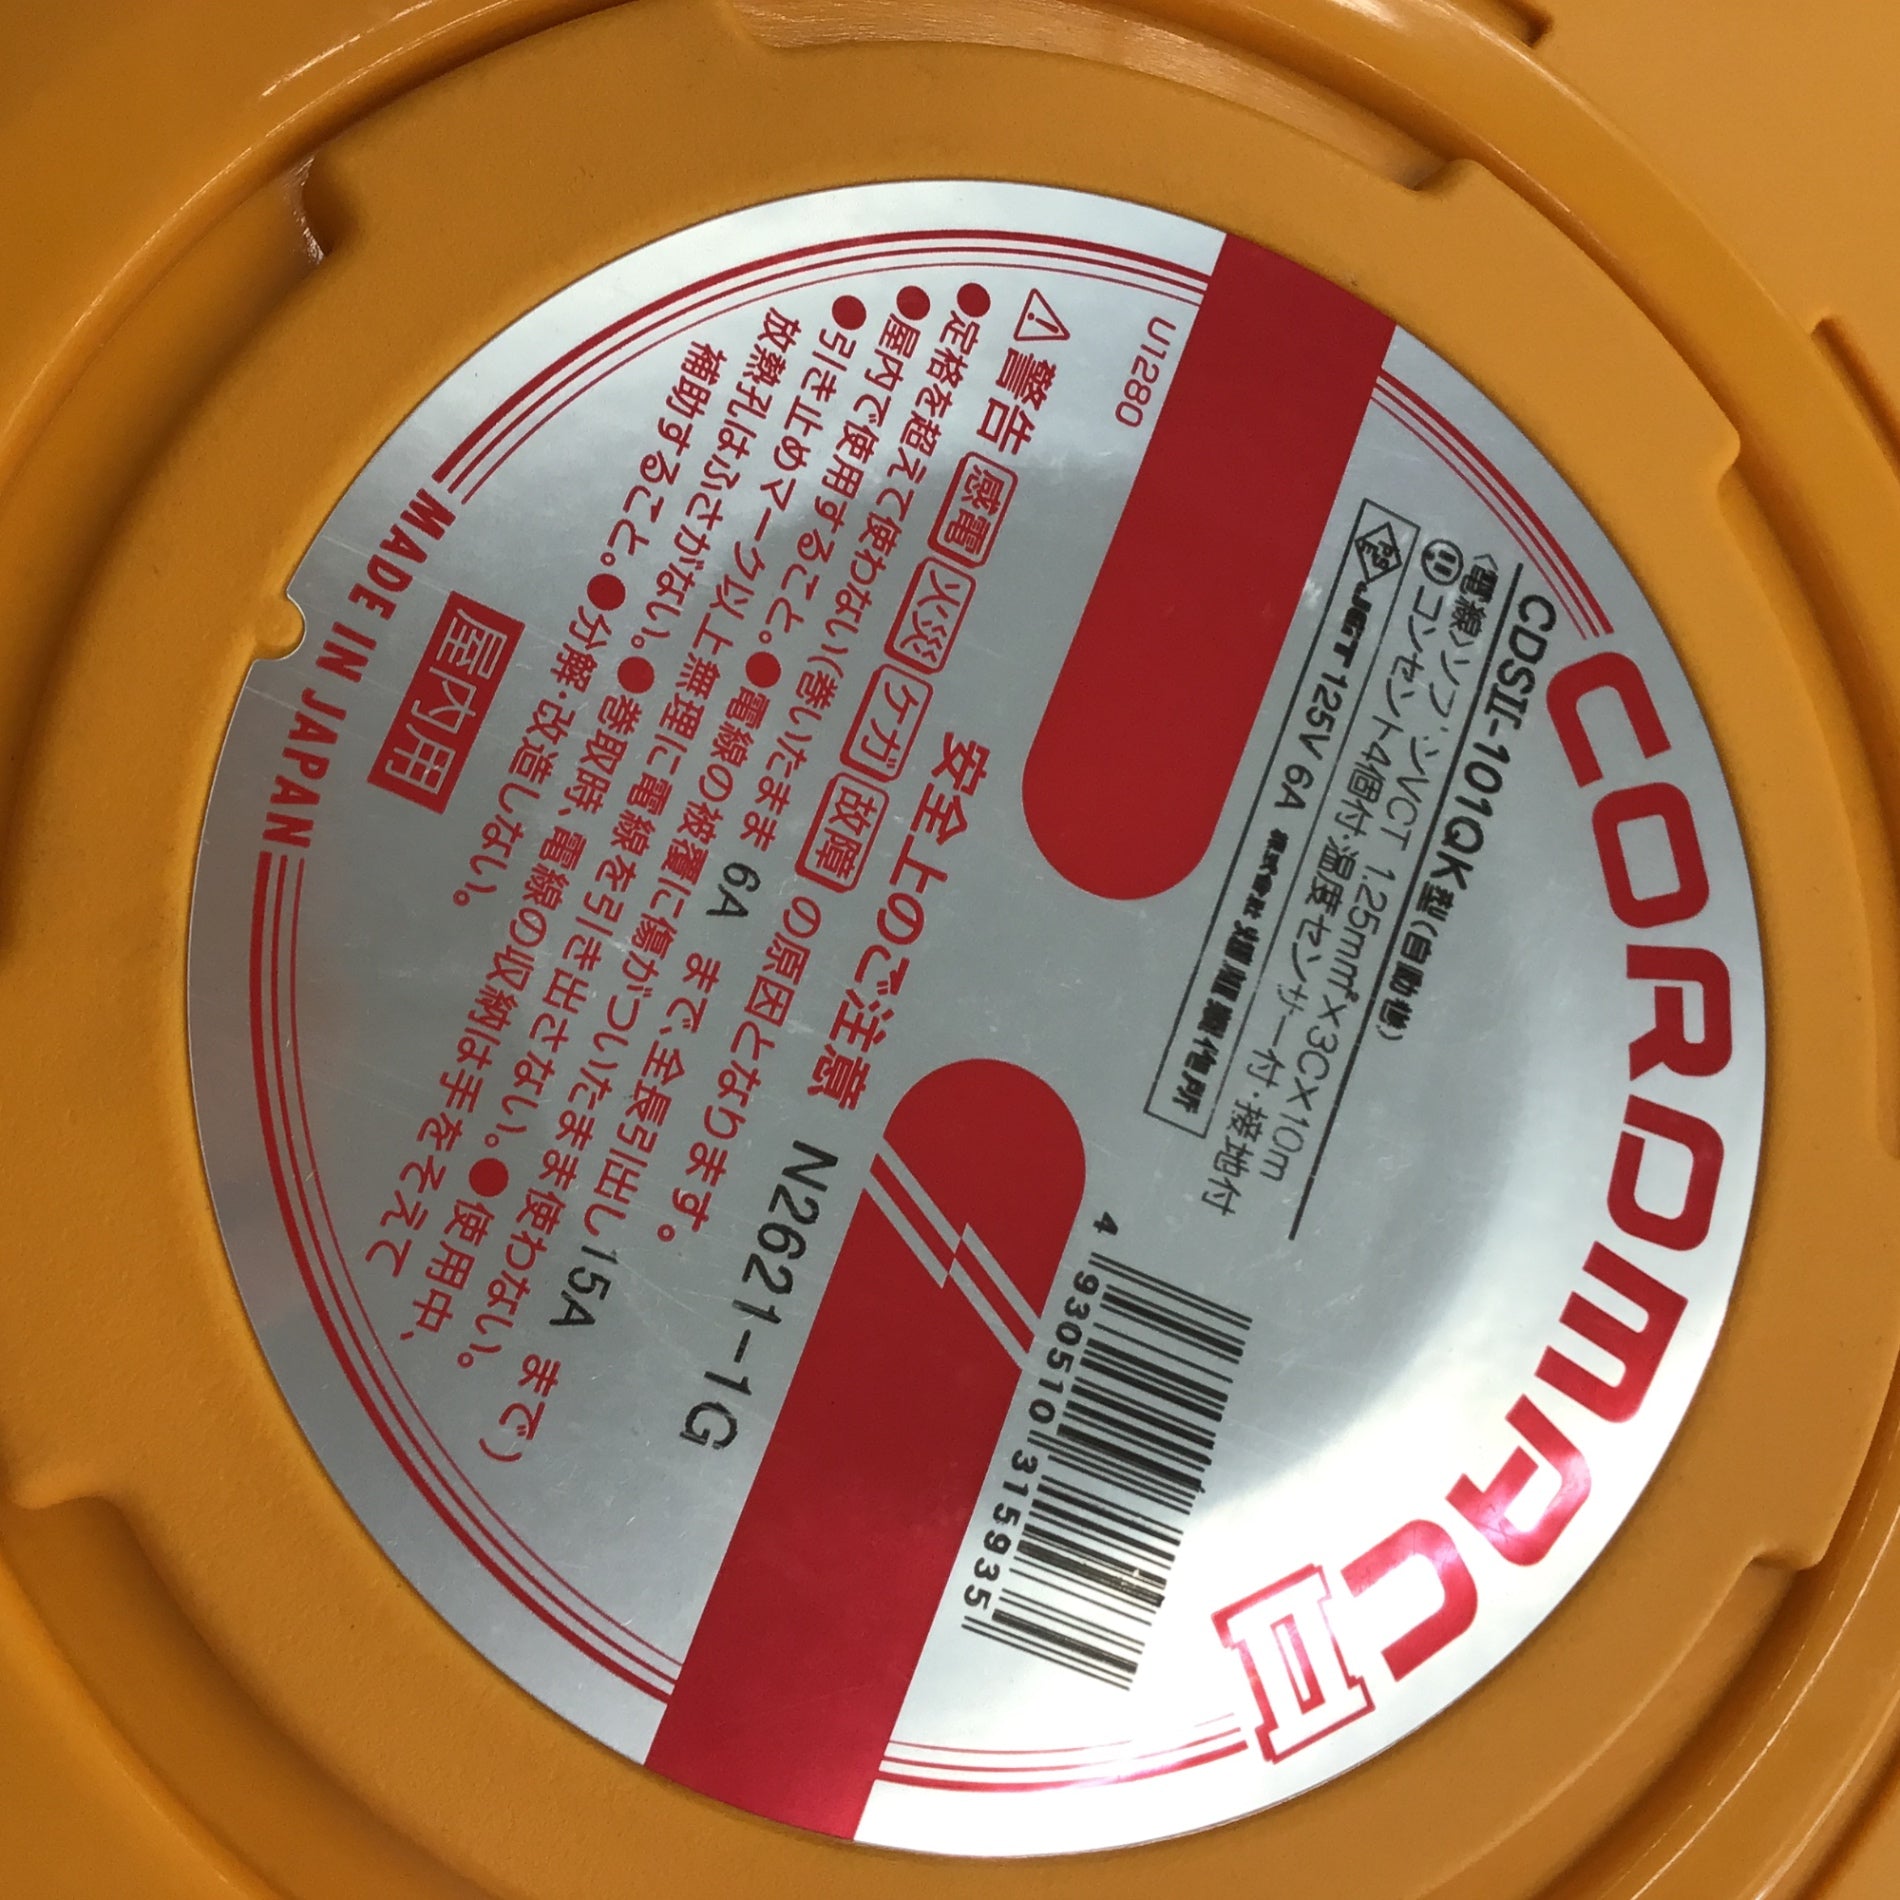 CORDMAC II
CDSII-101QK型(自動巻)
〈電線〉ソフトンVCT 1.25mm²×3C×10m
コンセント4個付・温度センサー付・接地付
PS E JET 125V 6A 株式会社 畑屋製作所
4 930510 315935
U1280
安全上のご注意 N2621-1G
警告 感電 火災 ケガ 故障 の原因となります。
●定格を超えて使わない(巻いたまま 6A まで、全長引出し 15A まで)
●屋内で使用すること。●電線の被覆に傷がついたまま使わない。
●引き止めマーク以上無理に電線を引き出さない。●使用中、
放熱孔はふさがない。●巻取時、電線の収納は手をそえて
補助すること。●分解・改造しない。
屋内用
MADE IN JAPAN